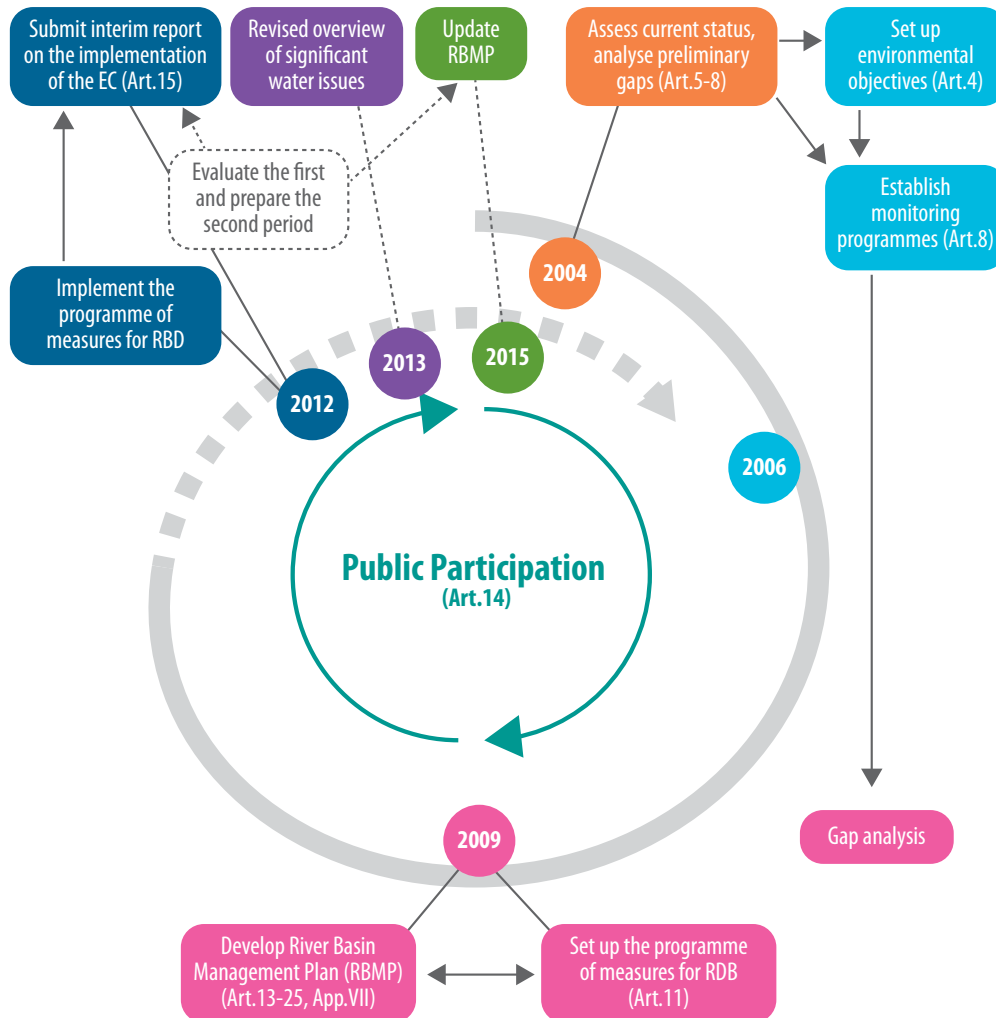 Submit interim report
on the implementation
of the EC (Art.15)
Revised overview
of significant
water issues
Update
RBMP
Assess current status,
analyse preliminary
gaps (Art.5-8)
Set up
environmental
objectives (Art.4)
Evaluate the first
and prepare the
second period
Establish
monitoring
programmes (Art.8)
Implement the
programme of
measures for RBD
2004
2013
2015
2012
2006
Public Participation
(Art.14)
2009
Gap analysis
Develop River Basin
Management Plan (RBMP)
(Art.13-25, App.VII)
Set up the programme
of measures for RDB
(Art.11)